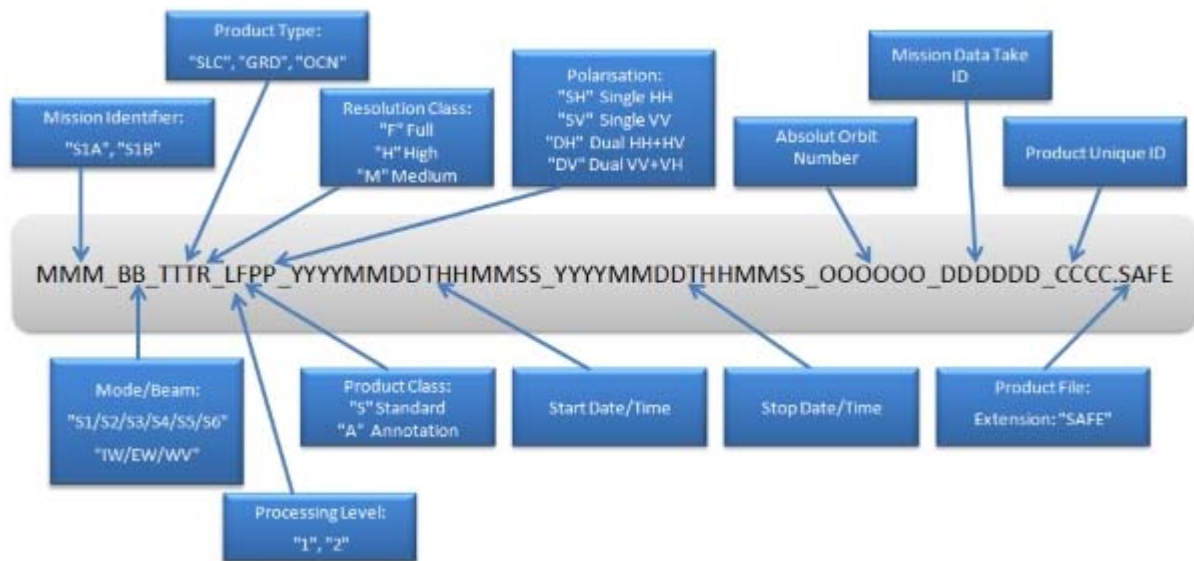 Product Type:
"SLC", "GRD", "OCN"
Mission Identifier:
"S1A", "S1B"
Resolution Class:
"F" Full
"H" High
"M" Medium
Polarisation:
"SH" Single HH
"SV" Single VV
"DH" Dual HH+HV
"DV" Dual VV+VH
Absolut Orbit
Number
Mission Data Take
ID
Product Unique ID
MMM_BB_TTTR_LFPP_YYYYMMDDTHHMMSS_YYYYMMDDTHHMMSS_OOOOOO_DDDDDD_CCCC.SAFE
Mode/Beam:
"S1/S2/S3/S4/S5/S6"
"IW/EW/WV"
Processing Level:
"1", "2"
Product Class:
"S" Standard
"A" Annotation
Start Date/Time
Stop Date/Time
Product File:
Extension: "SAFE"